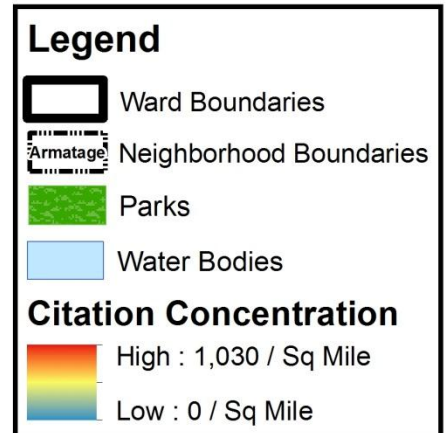 Legend
Ward Boundaries
Armatage Neighborhood Boundaries
Parks
Water Bodies
Citation Concentration
High : 1,030 / Sq Mile
Low : 0 / Sq Mile